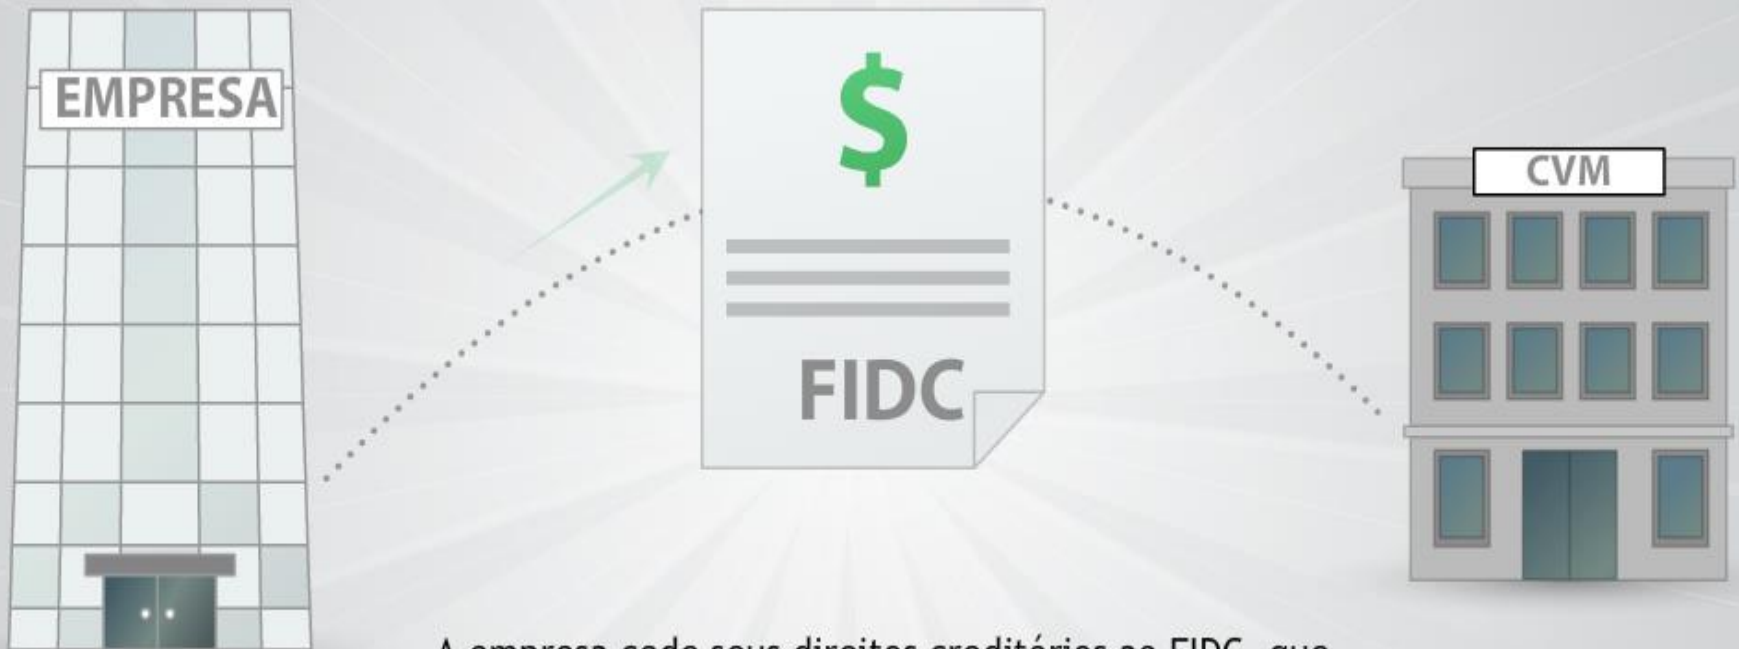 EMPRESA
$
CVM
FIDC
A empresa cede seus direitos creditórios ao FIDC, que